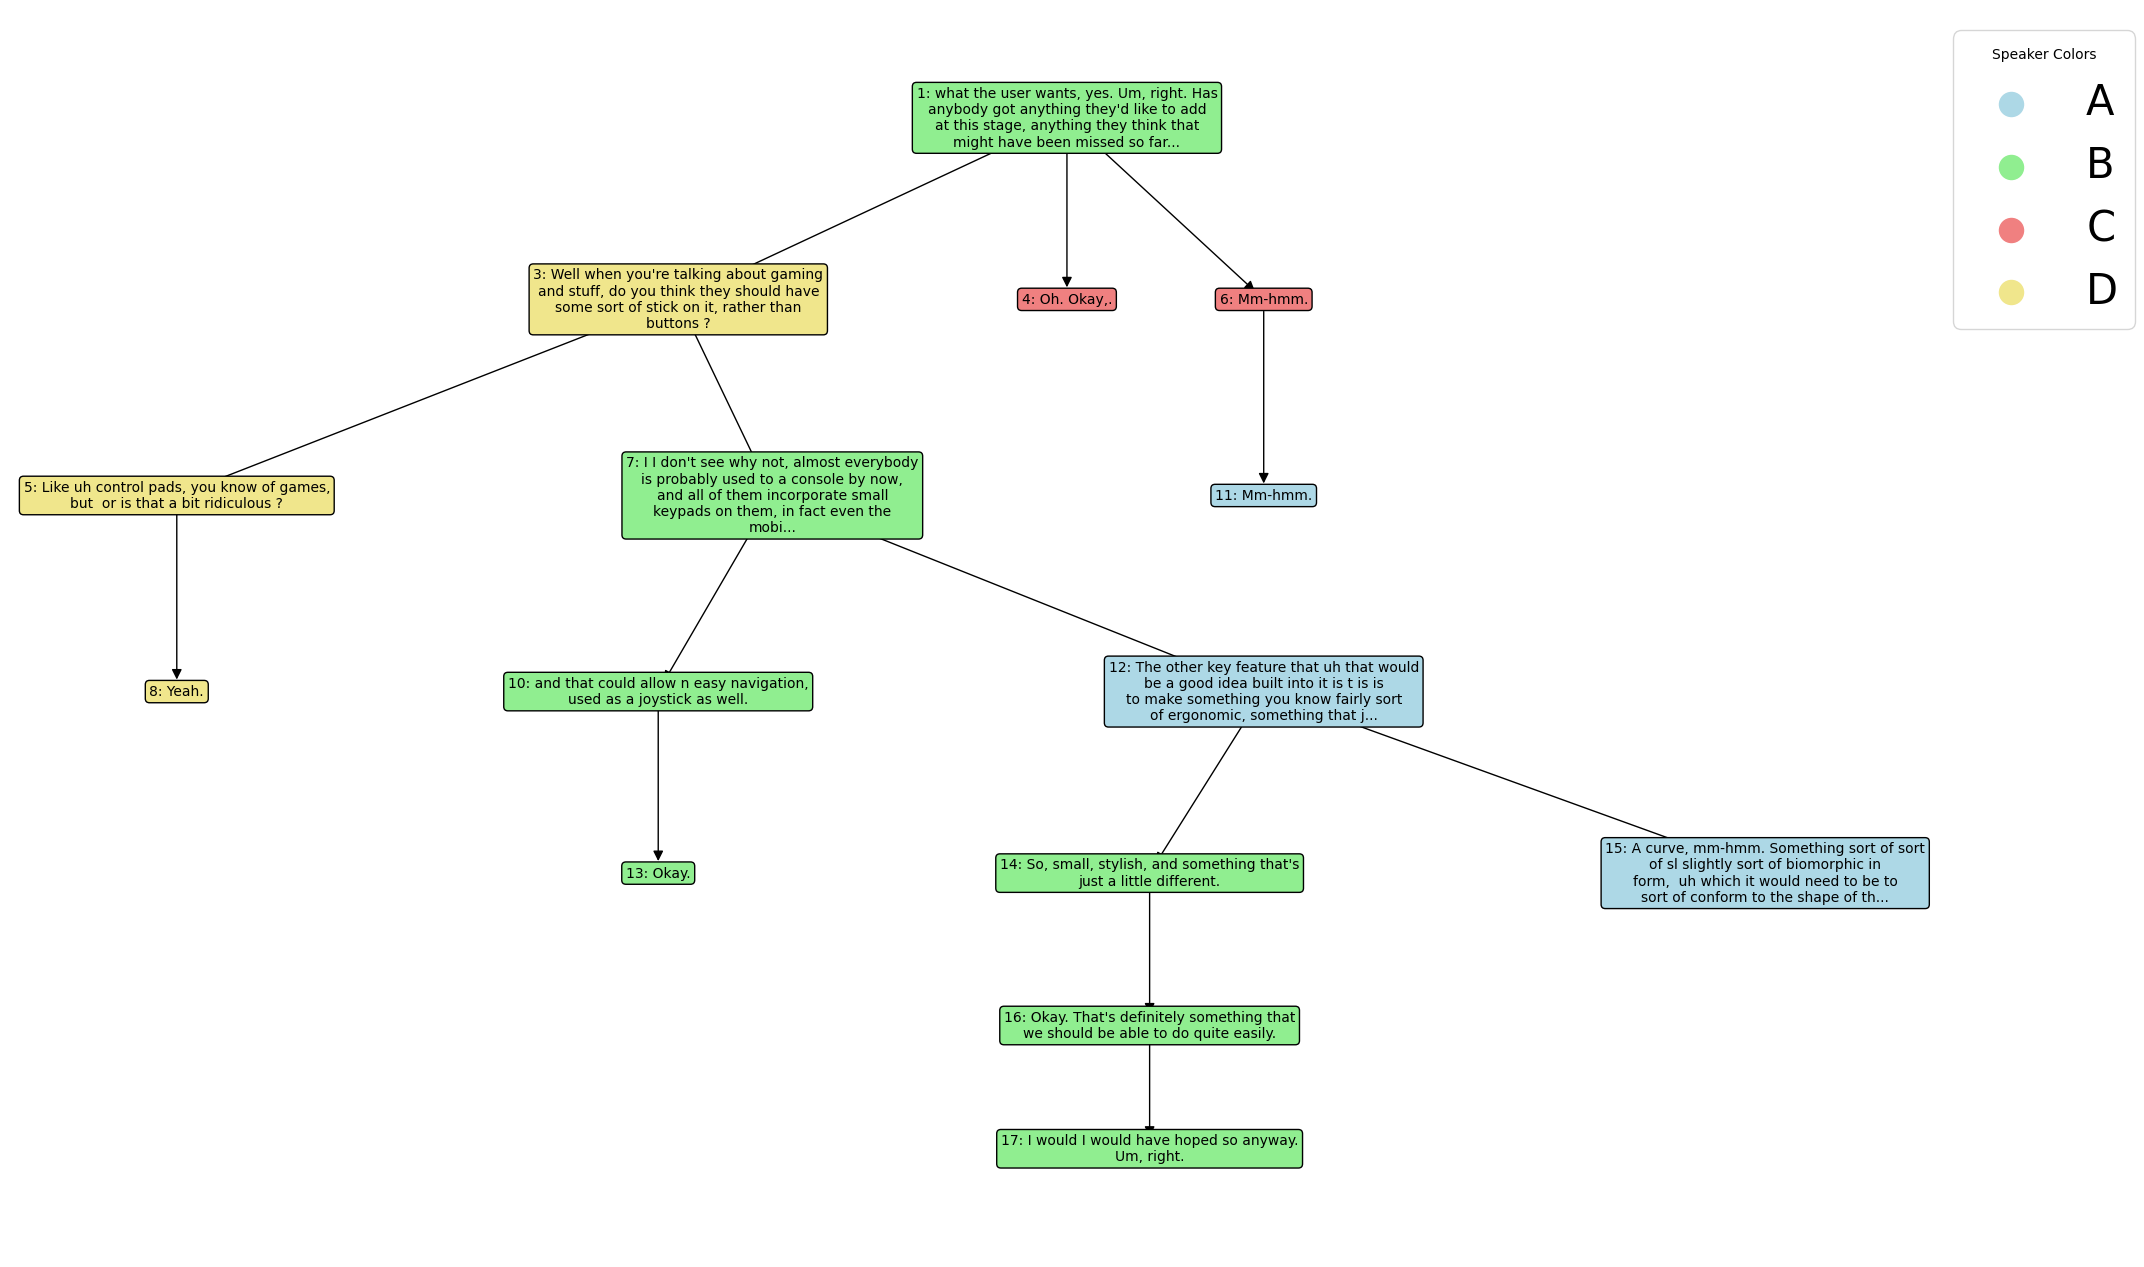 Speaker Colors
A
B
C
D
1: what the user wants, yes. Um, right. Has
anybody got anything they'd like to add
at this stage, anything they think that
might have been missed so far...
3: Well when you're talking about gaming
and stuff, do you think they should have
some sort of stick on it, rather than
buttons ?
4: Oh. Okay,.
6: Mm-hmm.
5: Like uh control pads, you know of games,
but  or is that a bit ridiculous ?
7: I I don't see why not, almost everybody
is probably used to a console by now,
and all of them incorporate small
keypads on them, in fact even the
mobi...
11: Mm-hmm.
8: Yeah.
10: and that could allow n easy navigation,
used as a joystick as well.
12: The other key feature that uh that would
be a good idea built into it is t is is
to make something you know fairly sort
of ergonomic, something that j...
13: Okay.
14: So, small, stylish, and something that's
just a little different.
15: A curve, mm-hmm. Something sort of sort
of sl slightly sort of biomorphic in
form,  uh which it would need to be to
sort of conform to the shape of th...
16: Okay. That's definitely something that
we should be able to do quite easily.
17: I would I would have hoped so anyway.
Um, right.